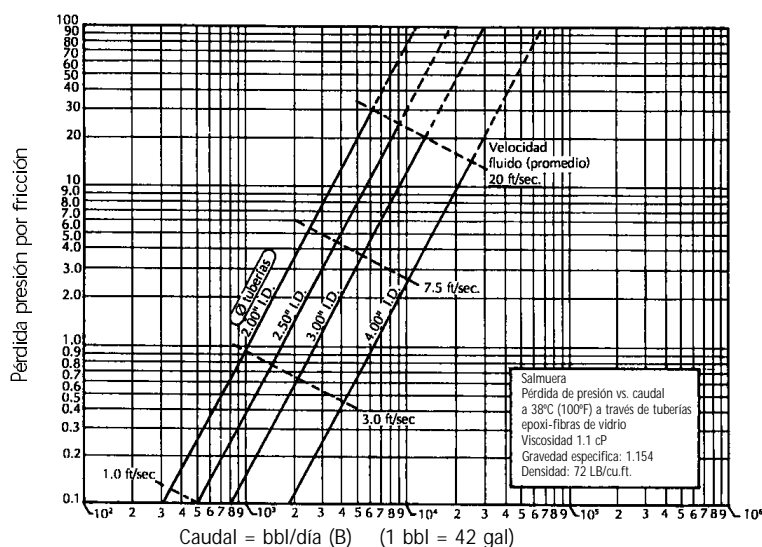 Pérdida presión por fricción
100
90
80
70
60
50
40
30
20
10
9.0
8.0
7.0
6.0
5.0
4.0
3.0
2.0
1.0
0.9
0.8
0.7
0.6
0.5
0.4
0.3
0.2
0.1
Velocidad
fluido (promedio)
20 ft/sec.
7.5 ft/sec.
3.0 ft/sec
1.0 ft/sec
Ø tuberías
2.00" I.D.
2.50" I.D.
3.00" I.D.
4.00" I.D.
Salmuera
Pérdida de presión vs. caudal
a 38ºC (100ºF) a través de tuberías
epoxi-fibras de vidrio
Viscosidad 1.1 cP
Gravedad especifica: 1.154
Densidad: 72 LB/cu.ft.
10² 2 3 4 5 6 7 8 9 10³ 2 3 4 5 6 7 8 9 10⁴ 2 3 4 5 6 7 8 9 10⁵ 2 3 4 5 6 7 8 9 10⁶
Caudal = bbl/día (B) (1 bbl = 42 gal)